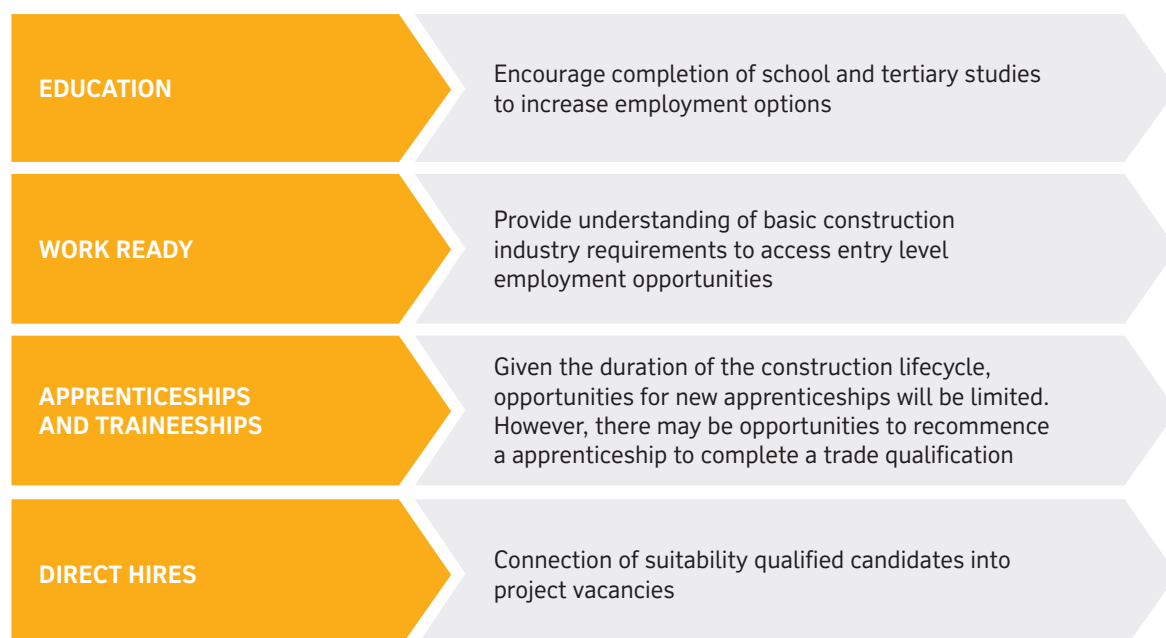 EDUCATION
Encourage completion of school and tertiary studies
to increase employment options
WORK READY
Provide understanding of basic construction
industry requirements to access entry level
employment opportunities
APPRENTICESHIPS
AND TRAINEESHIPS
Given the duration of the construction lifecycle,
opportunities for new apprenticeships will be limited.
However, there may be opportunities to recommence
a apprenticeship to complete a trade qualification
DIRECT HIRES
Connection of suitability qualified candidates into
project vacancies